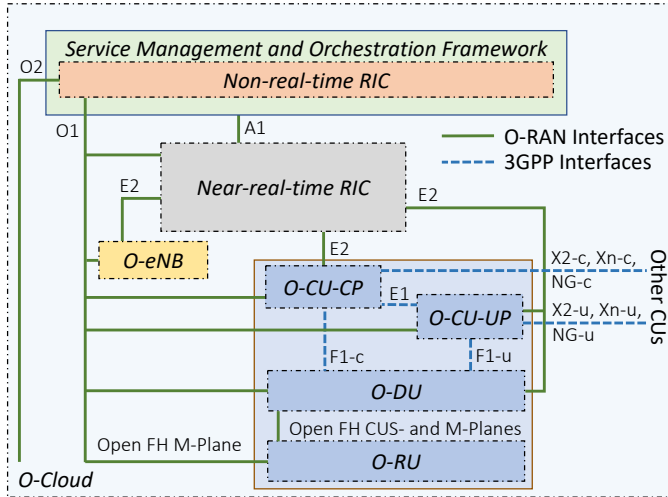 Service Management and Orchestration Framework
O2
Non-real-time RIC
O1
A1
O-RAN Interfaces
3GPP Interfaces
Near-real-time RIC
E2
E2
E2
O-eNB
X2-c, Xn-c,
NG-c
O-CU-CP
E1
X2-u, Xn-u,
NG-u
O-CU-UP
Other CUs
F1-c
F1-u
O-DU
Open FH CUS- and M-Planes
Open FH M-Plane
O-RU
O-Cloud